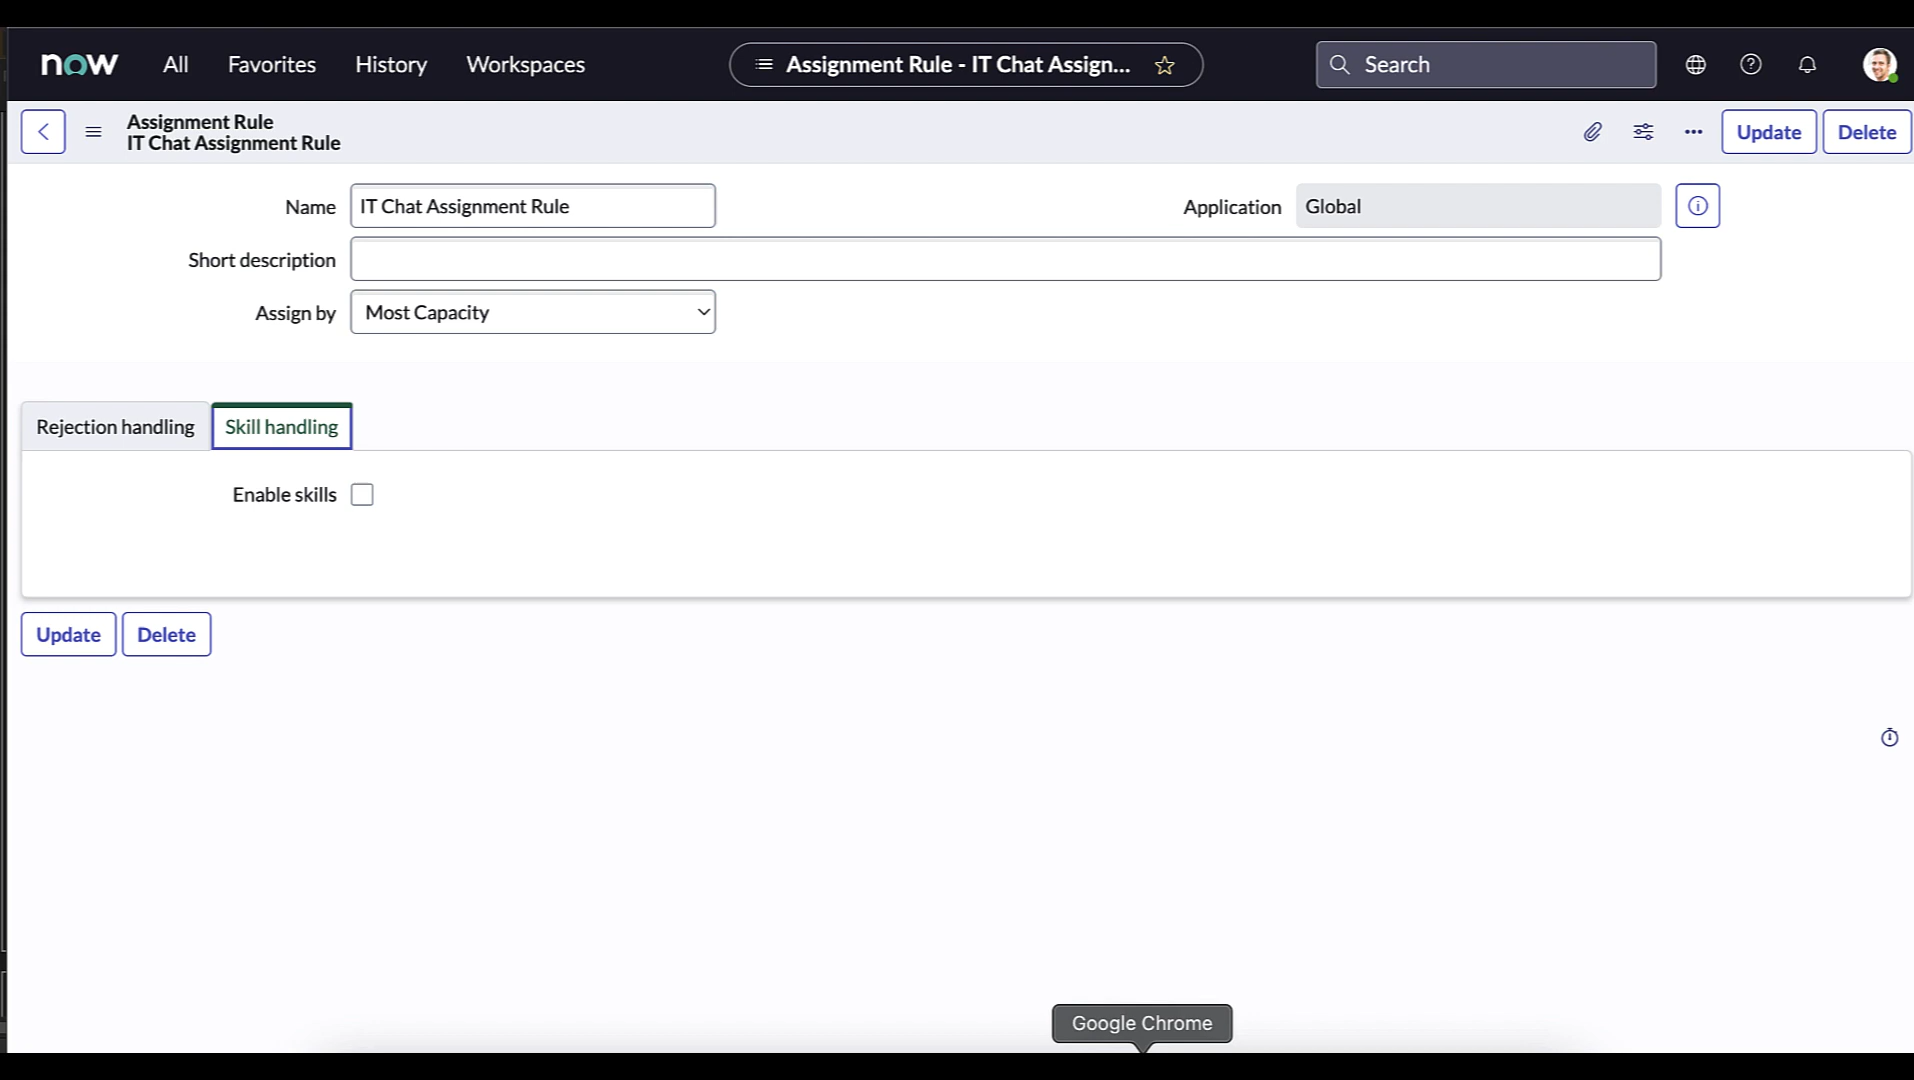 now All Favorites History Workspaces Assignment Rule - IT Chat Assign... Search
Assignment Rule
IT Chat Assignment Rule
Update Delete
Name IT Chat Assignment Rule Application Global
Short description
Assign by Most Capacity
Rejection handling Skill handling
Enable skills
Update Delete
Google Chrome